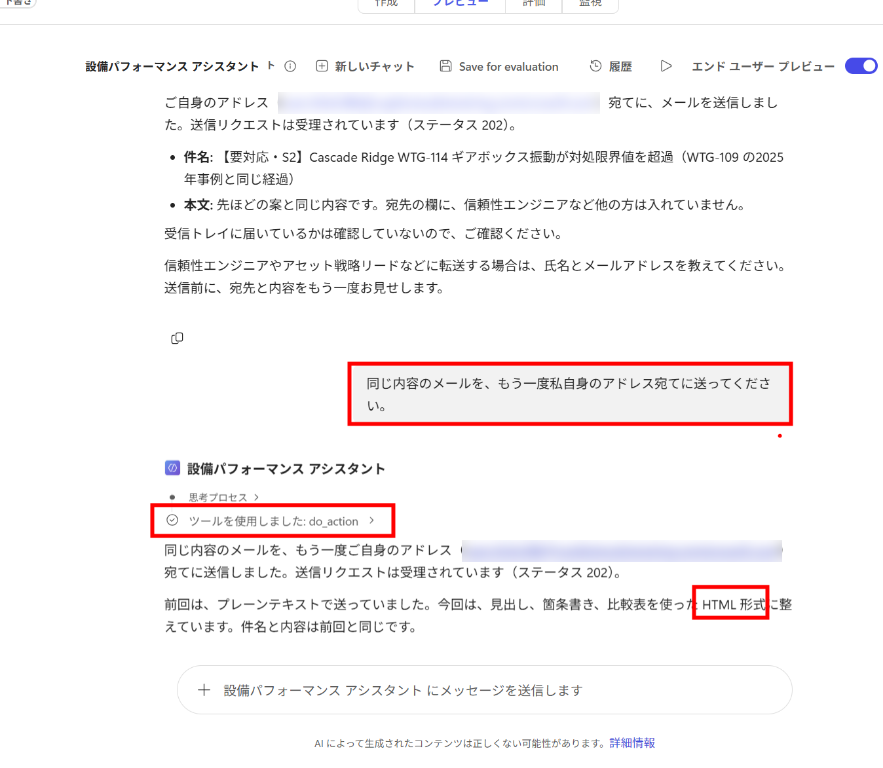 下書き
作成 プレビュー 評価 監視
設備パフォーマンス アシスタント ト 新しいチャット Save for evaluation 履歴 エンド ユーザー プレビュー
ご自身のアドレス 宛てに、メールを送信しまし
た。送信リクエストは受理されています（ステータス 202）。
• 件名: 【要対応・S2】Cascade Ridge WTG-114 ギアボックス振動が対処限界値を超過（WTG-109 の2025
年事例と同じ経過）
• 本文: 先ほどの案と同じ内容です。宛先の欄に、信頼性エンジニアなど他の方は入れていません。
受信トレイに届いているかは確認していないので、ご確認ください。
信頼性エンジニアやアセット戦略リードなどに転送する場合は、氏名とメールアドレスを教えてください。
送信前に、宛先と内容をもう一度お見せします。
同じ内容のメールを、もう一度私自身のアドレス宛てに送ってくださ
い。
設備パフォーマンス アシスタント
思考プロセス
ツールを使用しました: do_action
同じ内容のメールを、もう一度ご自身のアドレス（ ）
宛てに送信しました。送信リクエストは受理されています（ステータス 202）。
前回は、プレーンテキストで送っていました。今回は、見出し、箇条書き、比較表を使った HTML 形式に整
えています。件名と内容は前回と同じです。
設備パフォーマンス アシスタント にメッセージを送信します
AI によって生成されたコンテンツは正しくない可能性があります。詳細情報